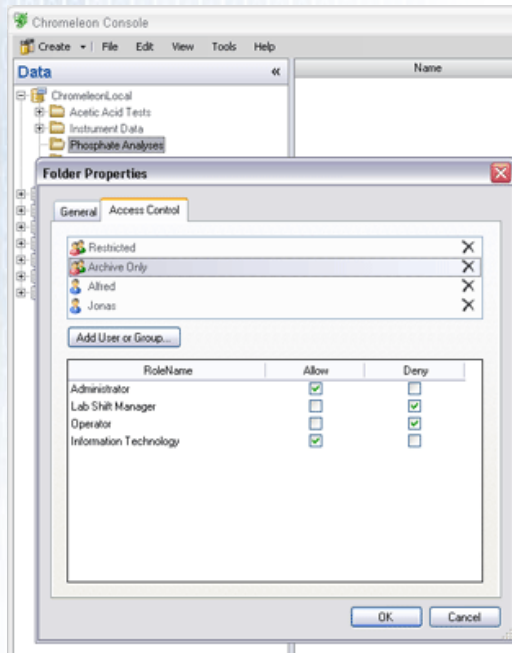 Chromeleon Console
Create File Edit View Tools Help
Data « Name
ChromeleonLocal
Acetic Acid Tests
Instrument Data
Phosphate Analyses
Folder Properties
General Access Control
Restricted
Archive Only
Alfred
Jonas
Add User or Group...
RoleName Allow Deny
Administrator
Lab Shift Manager
Operator
Information Technology
OK Cancel